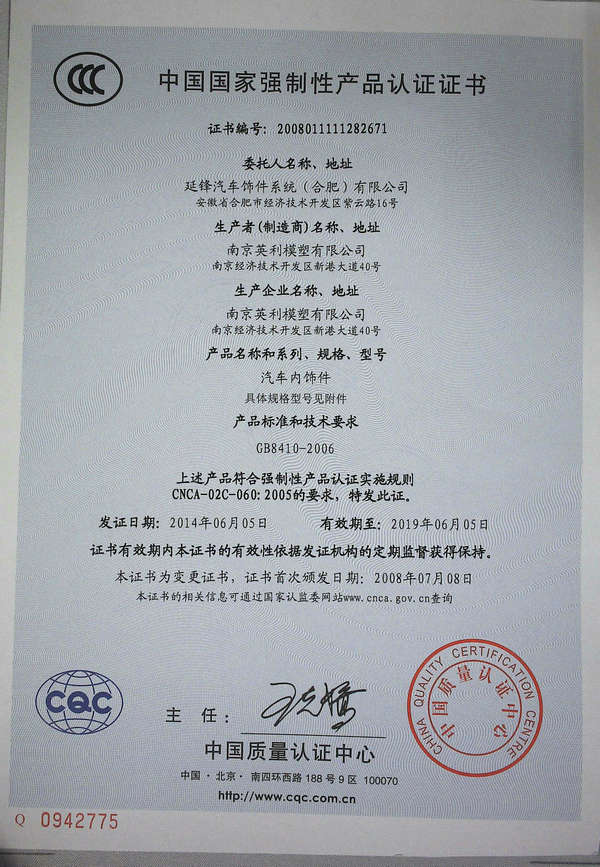 CCC
中国国家强制性产品认证证书
证书编号：2008011111282671
委托人名称、地址
延锋汽车饰件系统（合肥）有限公司
安徽省合肥市经济技术开发区紫云路16号
生产者(制造商)名称、地址
南京英利模塑有限公司
南京经济技术开发区新港大道40号
生产企业名称、地址
南京英利模塑有限公司
南京经济技术开发区新港大道40号
产品名称和系列、规格、型号
汽车内饰件
具体规格型号见附件
产品标准和技术要求
GB8410-2006
上述产品符合强制性产品认证实施规则
CNCA-02C-060:2005的要求，特发此证。
发证日期：2014年06月05日 有效期至：2019年06月05日
证书有效期内本证书的有效性依据发证机构的定期监督获得保持。
本证书为变更证书，证书首次颁发日期：2008年07月08日
本证书的相关信息可通过国家认监委网站www.cnca.gov.cn查询
CHINA QUALITY CERTIFICATION CENTRE
中国质量认证中心
CQC
主 任：
中国质量认证中心
中国·北京·南四环西路188号9区 100070
http://www.cqc.com.cn
Q 0942775